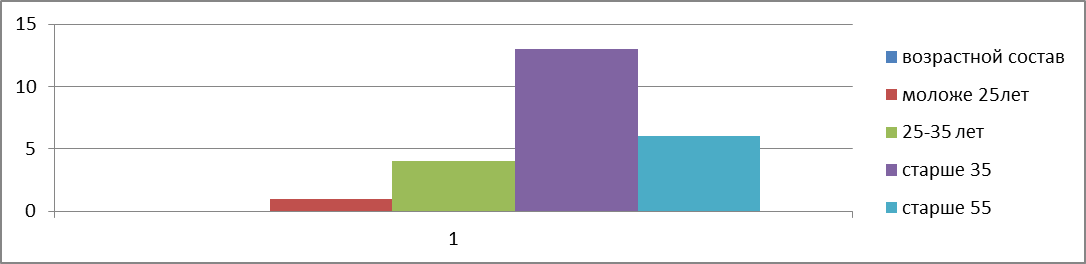 15
10
5
0
1
возрастной состав
моложе 25лет
25-35 лет
старше 35
старше 55